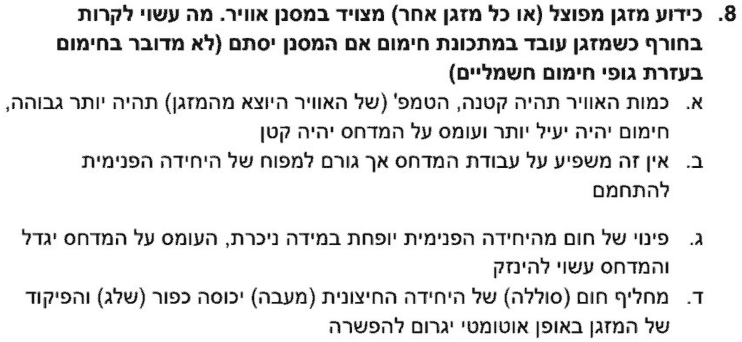 8. כידוע מזגן מפוצל (או כל מזגן אחר) מצויד במסנן אוויר. מה עשוי לקרות
בחורף כשמזגן עובד במתכונת חימום אם המסנן יסתם (לא מדובר בחימום
בעזרת גופי חימום חשמליים)
א. כמות האוויר תהיה קטנה, הטמפ' (של האוויר היוצא מהמזגן) תהיה יותר גבוהה,
חימום יהיה יעיל יותר ועומס על המדחס יהיה קטן
ב. אין זה משפיע על עבודת המדחס אך גורם למפוח של היחידה הפנימית
להתחמם
ג. פינוי של חום מהיחידה הפנימית יופחת במידה ניכרת, העומס על המדחס יגדל
והמדחס עשוי להינזק
ד. מחליף חום (סוללה) של היחידה החיצונית (מעבה) יכוסה כפור (שלג) והפיקוד
של המזגן באופן אוטומטי יגרום להפשרה